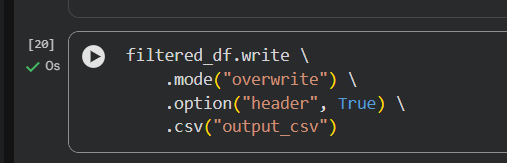 [20]
0s
filtered_df.write \
.mode("overwrite") \
.option("header", True) \
.csv("output_csv")